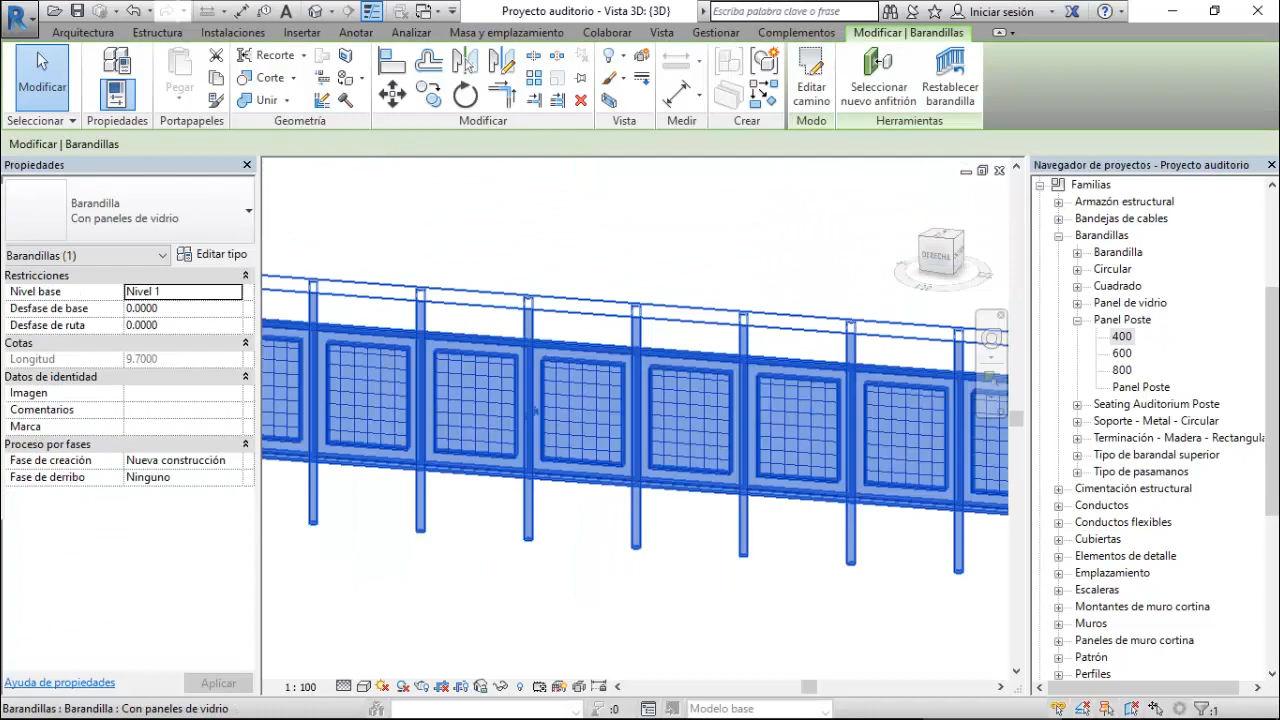 Proyecto auditorio - Vista 3D: {3D}
Escriba palabra clave o frase
Iniciar sesión
Arquitectura
Estructura
Instalaciones
Insertar
Anotar
Analizar
Masa y emplazamiento
Colaborar
Vista
Gestionar
Complementos
Modificar | Barandillas
Modificar
Pegar
Recorte
Corte
Unir
Editar
camino
Seleccionar
nuevo anfitrión
Restablecer
barandilla
Seleccionar
Propiedades
Portapapeles
Geometría
Modificar
Vista
Medir
Crear
Modo
Herramientas
Modificar | Barandillas
Propiedades
Barandilla
Con paneles de vidrio
Barandillas (1)
Editar tipo
Restricciones
Nivel base Nivel 1
Desfase de base 0.0000
Desfase de ruta 0.0000
Cotas
Longitud 9.7000
Datos de identidad
Imagen
Comentarios
Marca
Proceso por fases
Fase de creación Nueva construcción
Fase de derribo Ninguno
Ayuda de propiedades
Aplicar
DERECHA
1 : 100
Navegador de proyectos - Proyecto auditorio
Familias
Armazón estructural
Bandejas de cables
Barandillas
Barandilla
Circular
Cuadrado
Panel de vidrio
Panel Poste
400
600
800
Panel Poste
Seating Auditorium Poste
Soporte - Metal - Circular
Terminación - Madera - Rectangula
Tipo de barandal superior
Tipo de pasamanos
Cimentación estructural
Conductos
Conductos flexibles
Cubiertas
Elementos de detalle
Emplazamiento
Escaleras
Montantes de muro cortina
Muros
Paneles de muro cortina
Patrón
Perfiles
Barandillas : Barandilla : Con paneles de vidrio
:0
Modelo base
:1